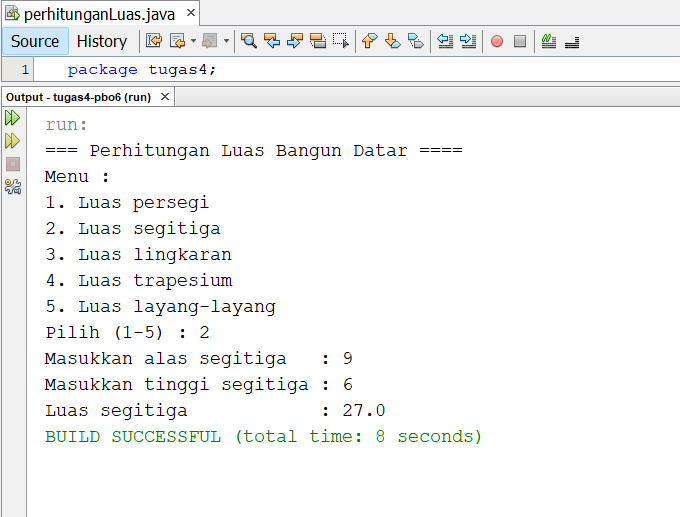 perhitunganLuas.java
Source History
1 package tugas4;
Output - tugas4-pbo6 (run)
run:
=== Perhitungan Luas Bangun Datar ====
Menu :
1. Luas persegi
2. Luas segitiga
3. Luas lingkaran
4. Luas trapesium
5. Luas layang-layang
Pilih (1-5) : 2
Masukkan alas segitiga   : 9
Masukkan tinggi segitiga : 6
Luas segitiga            : 27.0
BUILD SUCCESSFUL (total time: 8 seconds)